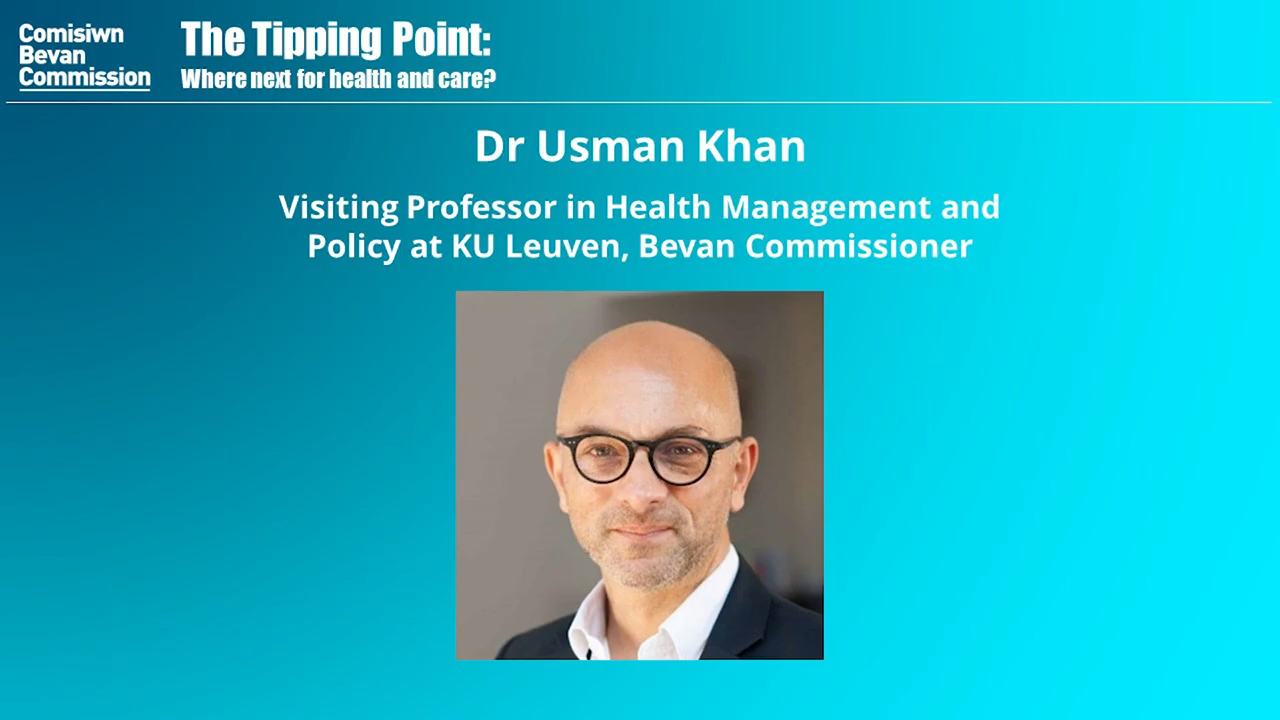 Comisiwn
Bevan
Commission
The Tipping Point:
Where next for health and care?
Dr Usman Khan
Visiting Professor in Health Management and
Policy at KU Leuven, Bevan Commissioner